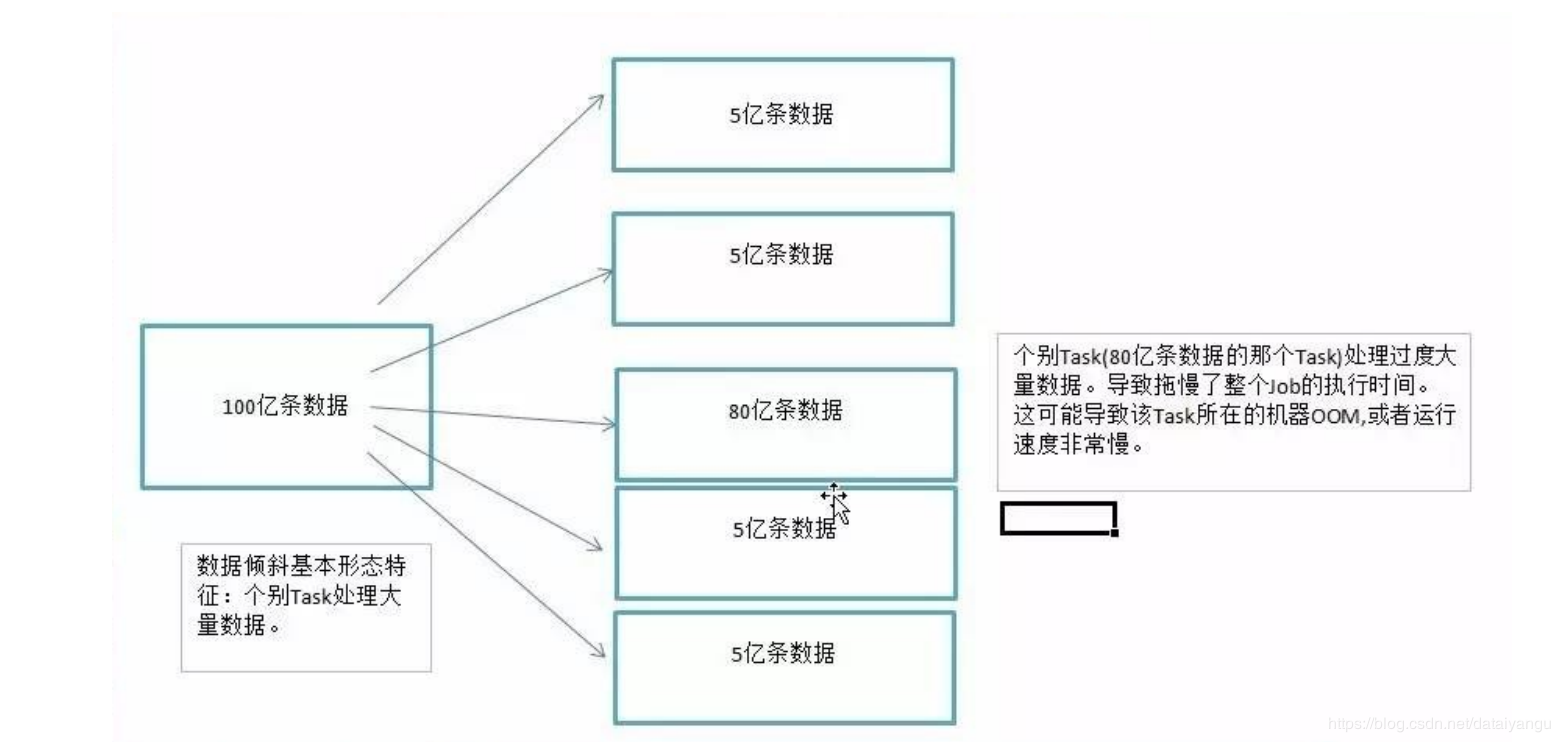 5亿条数据
5亿条数据
100亿条数据
80亿条数据
5亿条数据
5亿条数据
个别Task(80亿条数据的那个Task)处理过度大
量数据。导致拖慢了整个Job的执行时间。
这可能导致该Task所在的机器OOM,或者运行
速度非常慢。
数据倾斜基本形态特
征：个别Task处理大
量数据。
https://blog.csdn.net/dataiyangu